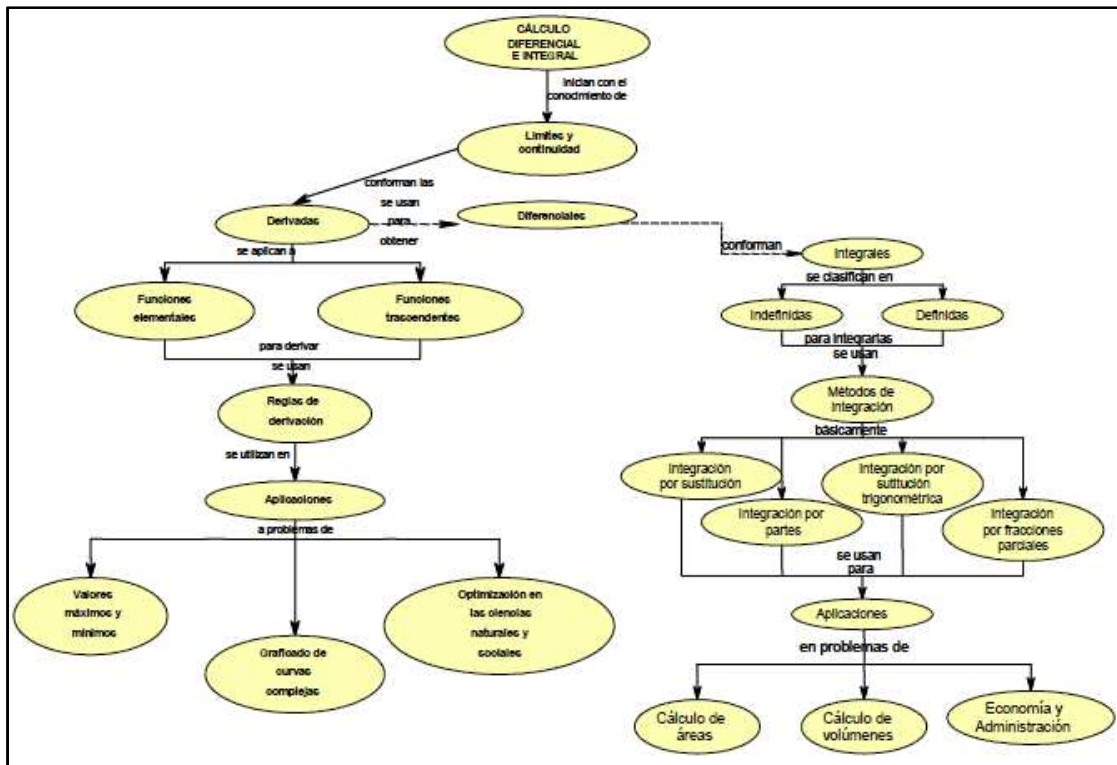 CÁLCULO
DIFERENCIAL
E INTEGRAL
Inician con el
conocimiento de
Límites y
continuidad
conforman las
se usan
para
obtener
Derivadas
Diferenciales
conforman
Integrales
se aplican a
Funciones
elementales
Funciones
trascendentes
para derivar
se usan
Reglas de
derivación
se utilizan en
Aplicaciones
a problemas de
Valores
máximos y
mínimos
Graficado de
curvas
complejas
Optimización en
las ciencias
naturales y
sociales
se clasifican en
Indefinidas
Definidas
para integrarlas
se usan
Métodos de
Integración
básicamente
Integración
por sustitución
Integración por
partes
Integración por
sutitución
trigonométrica
Integración
por fracciones
parciales
se usan
para
Aplicaciones
en problemas de
Cálculo de
áreas
Cálculo de
volúmenes
Economía y
Administración